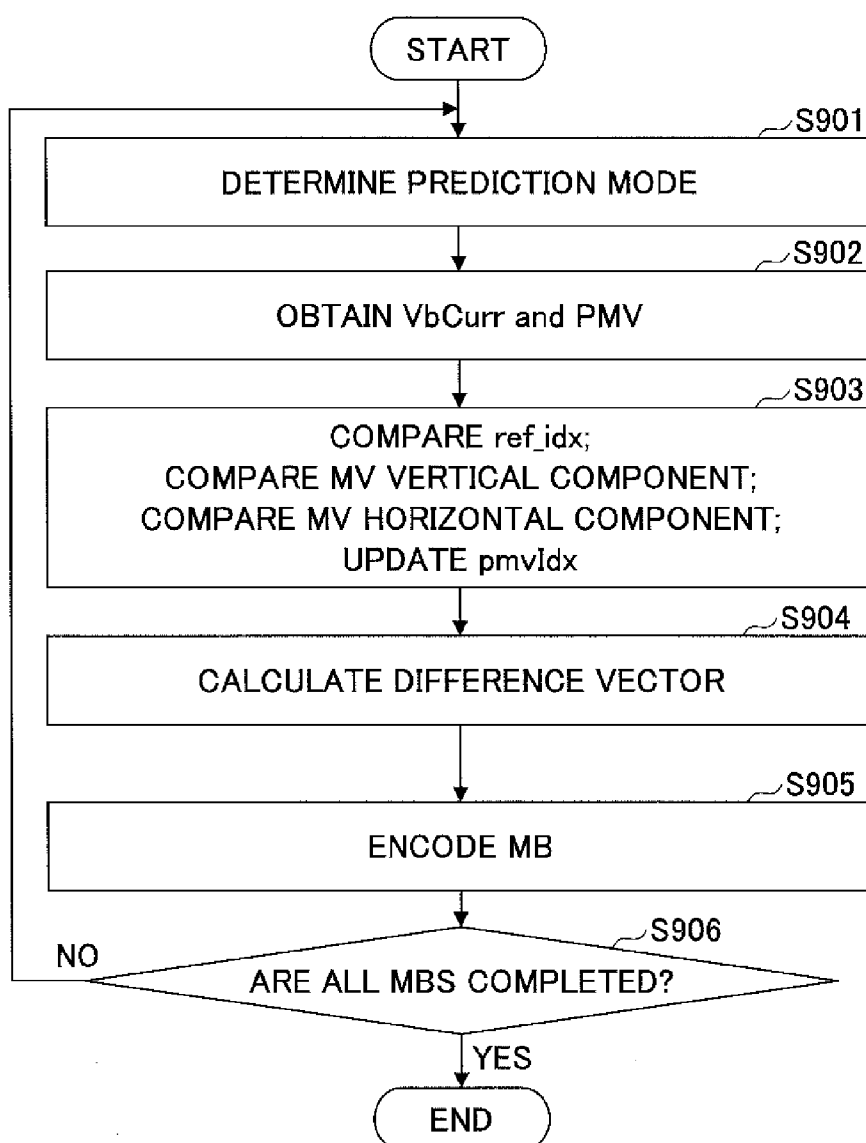 START
S901
DETERMINE PREDICTION MODE
S902
OBTAIN VbCurr and PMV
S903
COMPARE ref_idx;
COMPARE MV VERTICAL COMPONENT;
COMPARE MV HORIZONTAL COMPONENT;
UPDATE pmvIdx
S904
CALCULATE DIFFERENCE VECTOR
S905
ENCODE MB
S906
NO
ARE ALL MBS COMPLETED?
YES
END